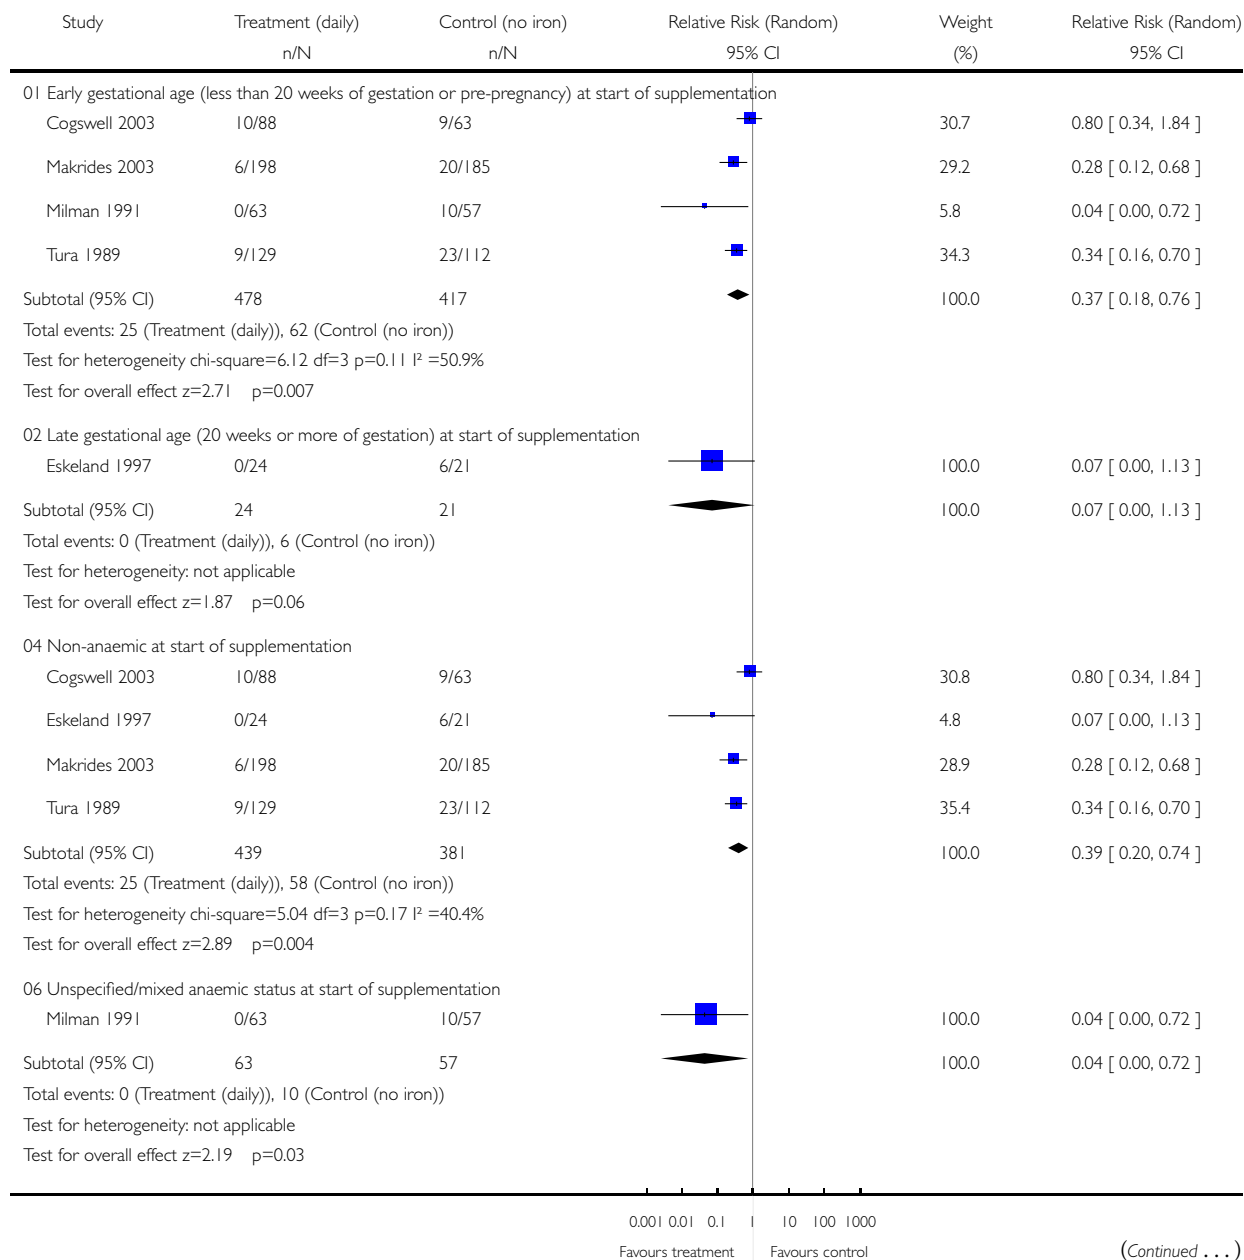 Study Treatment (daily) Control (no iron) Relative Risk (Random) Weight Relative Risk (Random)
n/N n/N 95% CI (%) 95% CI
01 Early gestational age (less than 20 weeks of gestation or pre-pregnancy) at start of supplementation
Cogswell 2003 10/88 9/63 30.7 0.80 [ 0.34, 1.84 ]
Makrides 2003 6/198 20/185 29.2 0.28 [ 0.12, 0.68 ]
Milman 1991 0/63 10/57 5.8 0.04 [ 0.00, 0.72 ]
Tura 1989 9/129 23/112 34.3 0.34 [ 0.16, 0.70 ]
Subtotal (95% CI) 478 417 100.0 0.37 [ 0.18, 0.76 ]
Total events: 25 (Treatment (daily)), 62 (Control (no iron))
Test for heterogeneity chi-square=6.12 df=3 p=0.11 I² =50.9%
Test for overall effect z=2.71 p=0.007
02 Late gestational age (20 weeks or more of gestation) at start of supplementation
Eskeland 1997 0/24 6/21 100.0 0.07 [ 0.00, 1.13 ]
Subtotal (95% CI) 24 21 100.0 0.07 [ 0.00, 1.13 ]
Total events: 0 (Treatment (daily)), 6 (Control (no iron))
Test for heterogeneity: not applicable
Test for overall effect z=1.87 p=0.06
04 Non-anaemic at start of supplementation
Cogswell 2003 10/88 9/63 30.8 0.80 [ 0.34, 1.84 ]
Eskeland 1997 0/24 6/21 4.8 0.07 [ 0.00, 1.13 ]
Makrides 2003 6/198 20/185 28.9 0.28 [ 0.12, 0.68 ]
Tura 1989 9/129 23/112 35.4 0.34 [ 0.16, 0.70 ]
Subtotal (95% CI) 439 381 100.0 0.39 [ 0.20, 0.74 ]
Total events: 25 (Treatment (daily)), 58 (Control (no iron))
Test for heterogeneity chi-square=5.04 df=3 p=0.17 I² =40.4%
Test for overall effect z=2.89 p=0.004
06 Unspecified/mixed anaemic status at start of supplementation
Milman 1991 0/63 10/57 100.0 0.04 [ 0.00, 0.72 ]
Subtotal (95% CI) 63 57 100.0 0.04 [ 0.00, 0.72 ]
Total events: 0 (Treatment (daily)), 10 (Control (no iron))
Test for heterogeneity: not applicable
Test for overall effect z=2.19 p=0.03
0.001 0.01 0.1 1 10 100 1000
Favours treatment Favours control (Continued . . . )